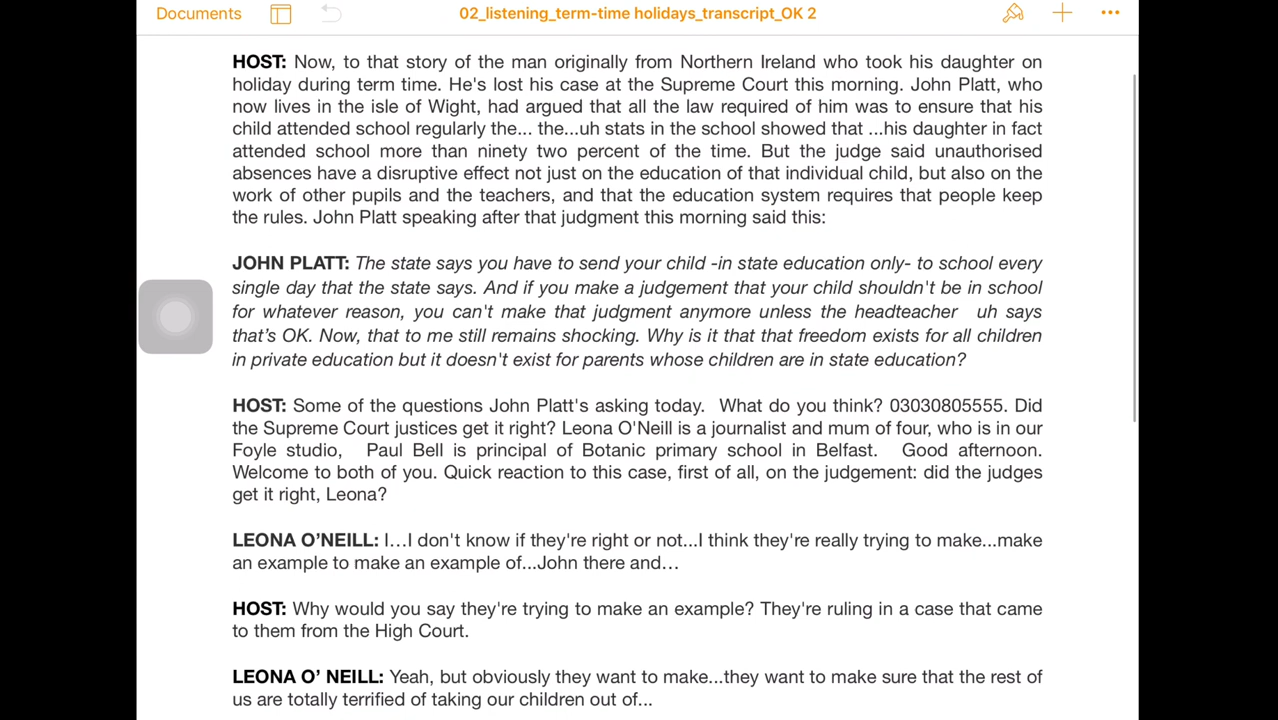 Documents
02_listening_term-time holidays_transcript_OK 2
HOST: Now, to that story of the man originally from Northern Ireland who took his daughter on
holiday during term time. He's lost his case at the Supreme Court this morning. John Platt, who
now lives in the isle of Wight, had argued that all the law required of him was to ensure that his
child attended school regularly the... the...uh stats in the school showed that ...his daughter in fact
attended school more than ninety two percent of the time. But the judge said unauthorised
absences have a disruptive effect not just on the education of that individual child, but also on the
work of other pupils and the teachers, and that the education system requires that people keep
the rules. John Platt speaking after that judgment this morning said this:
JOHN PLATT: The state says you have to send your child -in state education only- to school every
single day that the state says. And if you make a judgement that your child shouldn't be in school
for whatever reason, you can't make that judgment anymore unless the headteacher uh says
that's OK. Now, that to me still remains shocking. Why is it that that freedom exists for all children
in private education but it doesn't exist for parents whose children are in state education?
HOST: Some of the questions John Platt's asking today. What do you think? 03030805555. Did
the Supreme Court justices get it right? Leona O'Neill is a journalist and mum of four, who is in our
Foyle studio, Paul Bell is principal of Botanic primary school in Belfast. Good afternoon.
Welcome to both of you. Quick reaction to this case, first of all, on the judgement: did the judges
get it right, Leona?
LEONA O'NEILL: I…I don't know if they're right or not...I think they're really trying to make...make
an example to make an example of...John there and…
HOST: Why would you say they're trying to make an example? They're ruling in a case that came
to them from the High Court.
LEONA O' NEILL: Yeah, but obviously they want to make...they want to make sure that the rest of
us are totally terrified of taking our children out of...